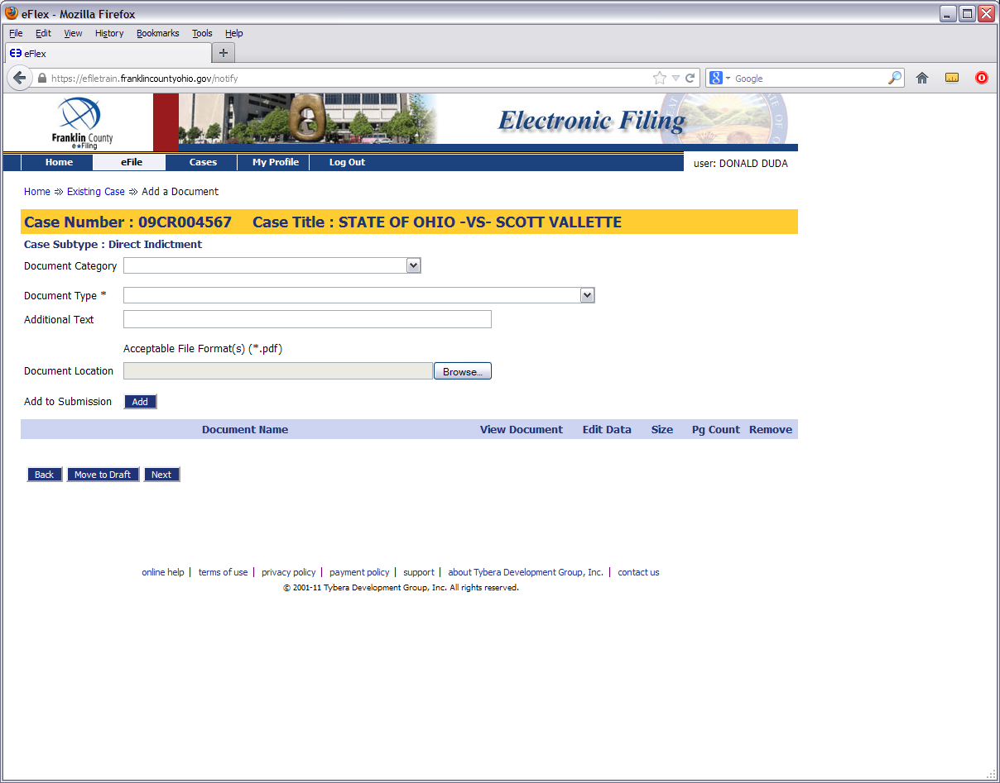 eFlex - Mozilla Firefox
File Edit View History Bookmarks Tools Help
eFlex
https://efiletrain.franklincountyohio.gov/notify
Google
Franklin County
e★Filing
Electronic Filing
Home eFile Cases My Profile Log Out
user: DONALD DUDA
Home ⇒ Existing Case ⇒ Add a Document
Case Number : 09CR004567 Case Title : STATE OF OHIO -VS- SCOTT VALLETTE
Case Subtype : Direct Indictment
Document Category
Document Type *
Additional Text
Acceptable File Format(s) (*.pdf)
Document Location Browse...
Add to Submission Add
Document Name View Document Edit Data Size Pg Count Remove
Back Move to Draft Next
online help | terms of use | privacy policy | payment policy | support | about Tybera Development Group, Inc. | contact us
© 2001-11 Tybera Development Group, Inc. All rights reserved.